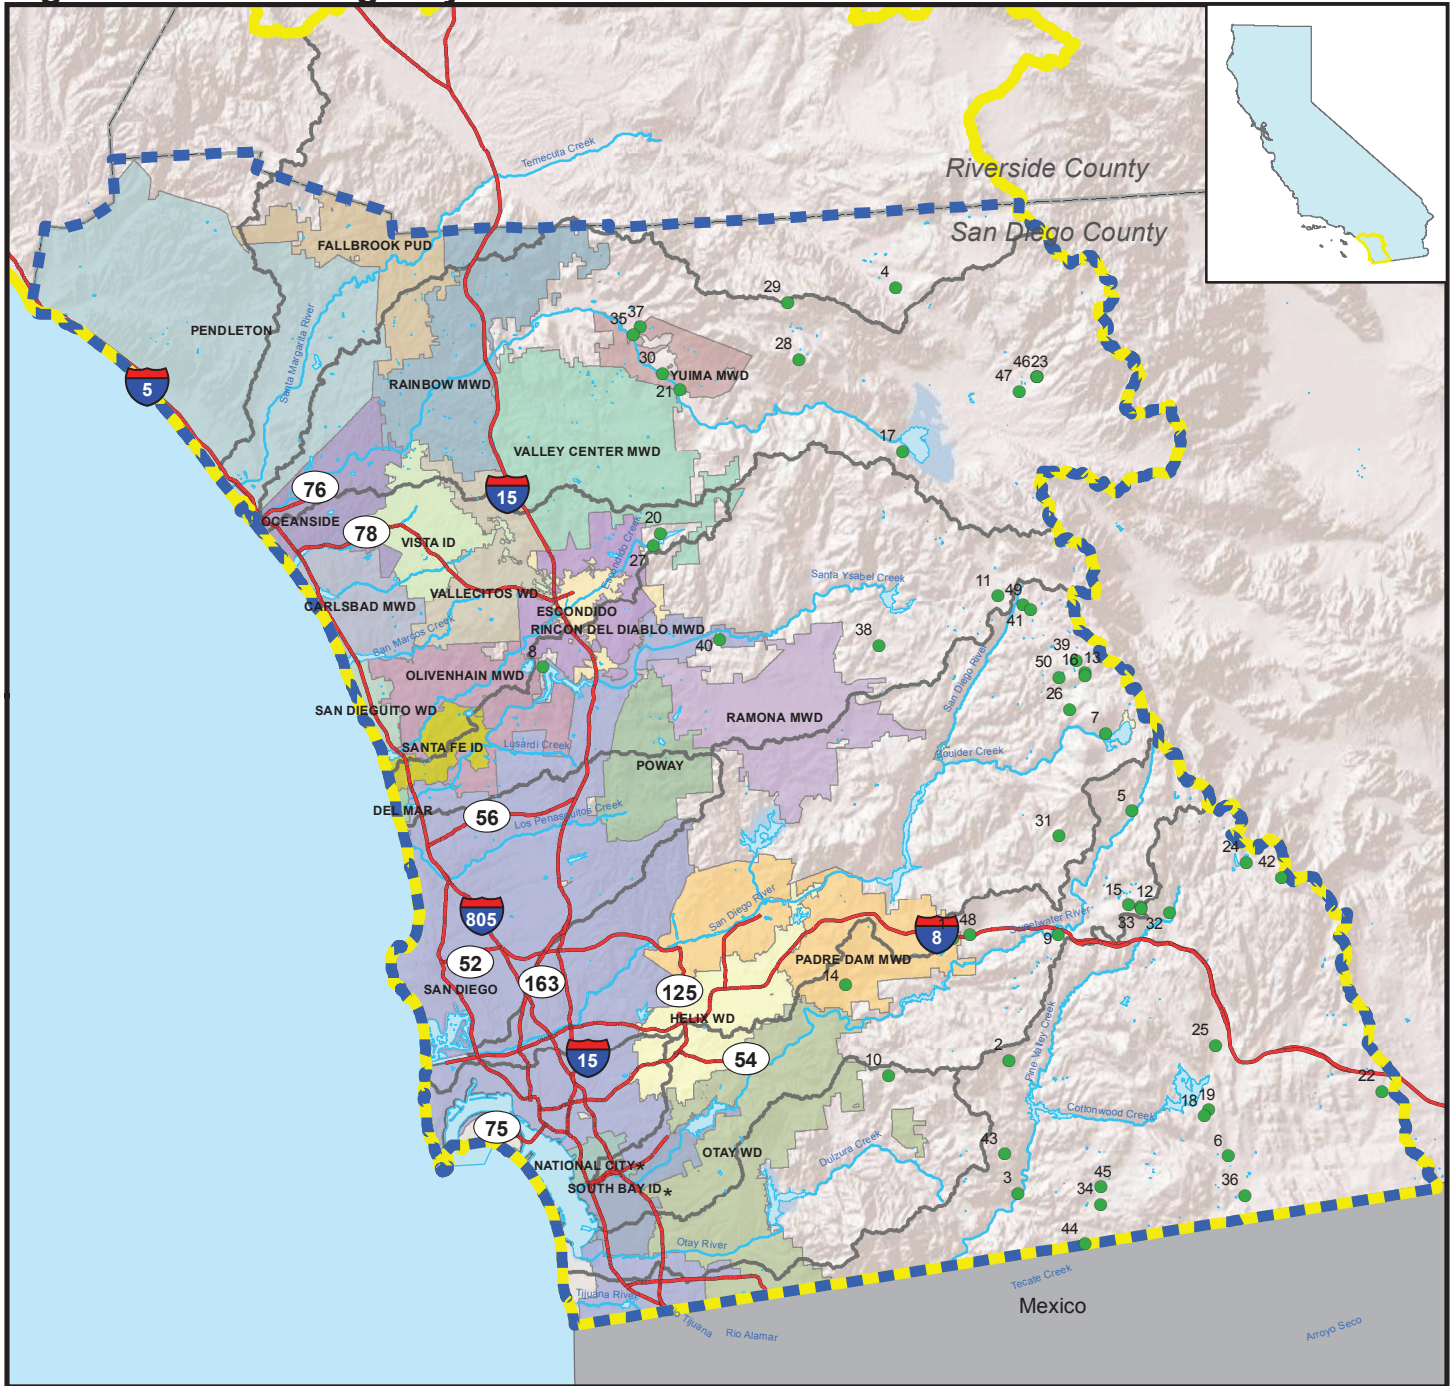 Riverside County
San Diego County
Temecula Creek
FALLBROOK PUD
PENDLETON
Santa Margarita River
5
RAINBOW MWD
4
29
37
35
30
28
YUIMA MWD
21
4623
47
VALLEY CENTER MWD
17
76
15
OCEANSIDE
78
VISTA ID
20
27
Escondido Creek
Santa Ysabel Creek
CARLSBAD MWD
VALLECITOS WD
ESCONDIDO
RINCON DEL DIABLO MWD
11
49
41
San Marcos Creek
8
40
38
39
OLIVENHAIN MWD
50
16
13
San Diego River
26
SAN DIEGUITO WD
RAMONA MWD
7
SANTA FE ID
Lusardi Creek
Boulder Creek
POWAY
DEL MAR
56
Los Penasquitos Creek
5
31
24
42
805
San Diego River
15
12
1
48
8
Sweetwater River
33
32
9
52
PADRE DAM MWD
14
163
125
SAN DIEGO
HELIX WD
Pine Valley Creek
25
15
54
2
10
22
19
18
Cottonwood Creek
75
6
OTAY WD
Dulzura Creek
43
NATIONAL CITY*
SOUTH BAY ID*
3
45
34
36
Otay River
44
Tecate Creek
Tijuana River
Tijuana
Rio Alamar
Mexico
Arroyo Seco